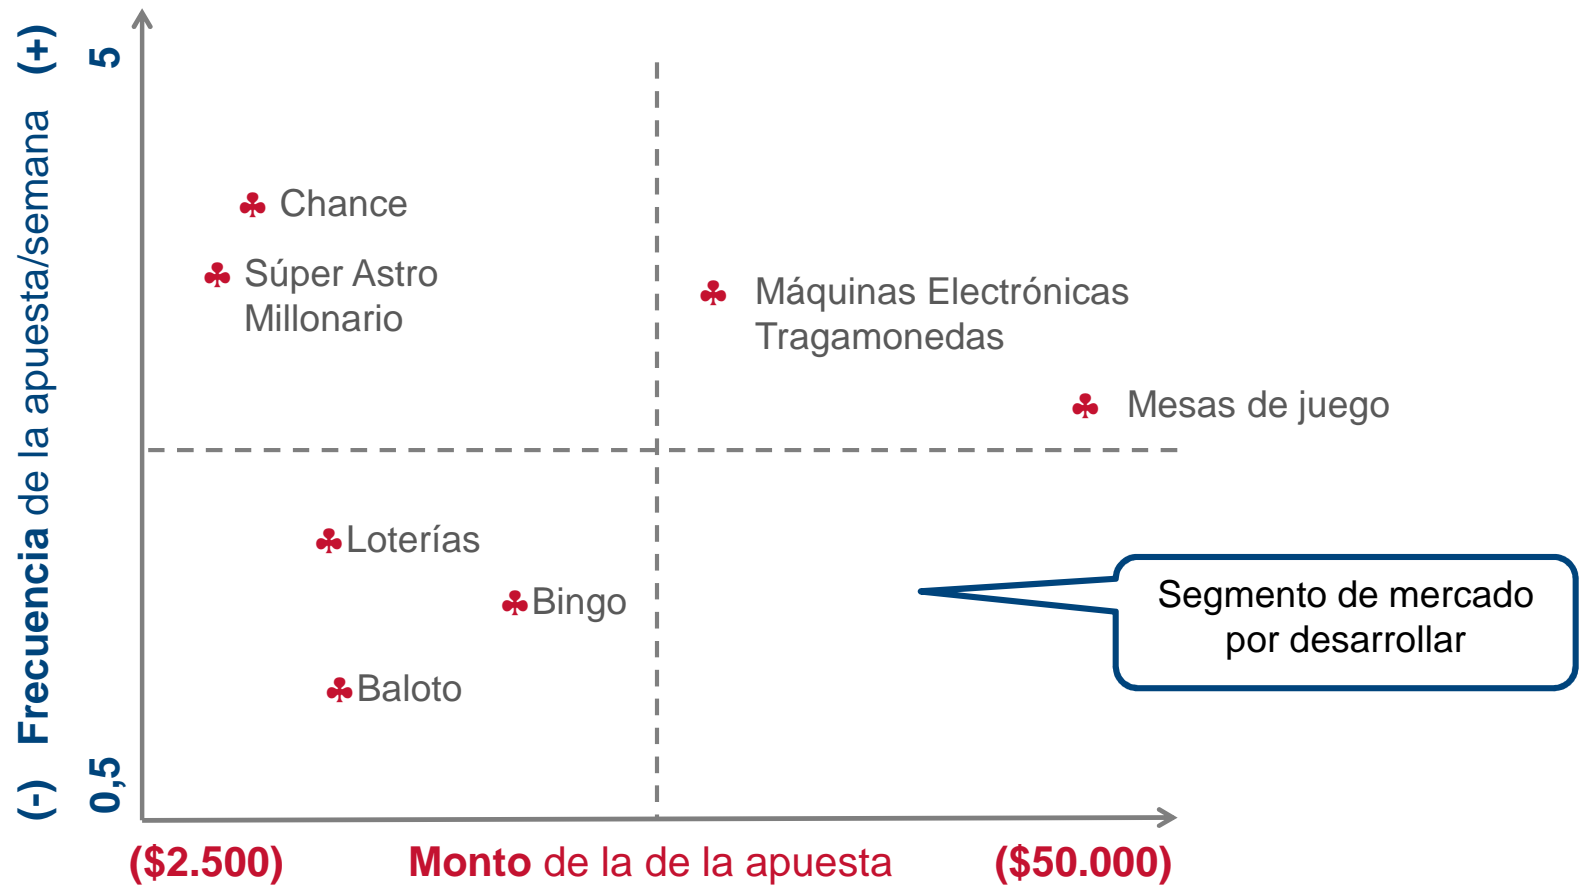 (-) Frecuencia de la apuesta/semana (+)
5
0,5
Chance
Súper Astro
Millonario
Máquinas Electrónicas
Tragamonedas
Mesas de juego
Loterías
Bingo
Baloto
Segmento de mercado
por desarrollar
($2.500) Monto de la de la apuesta ($50.000)